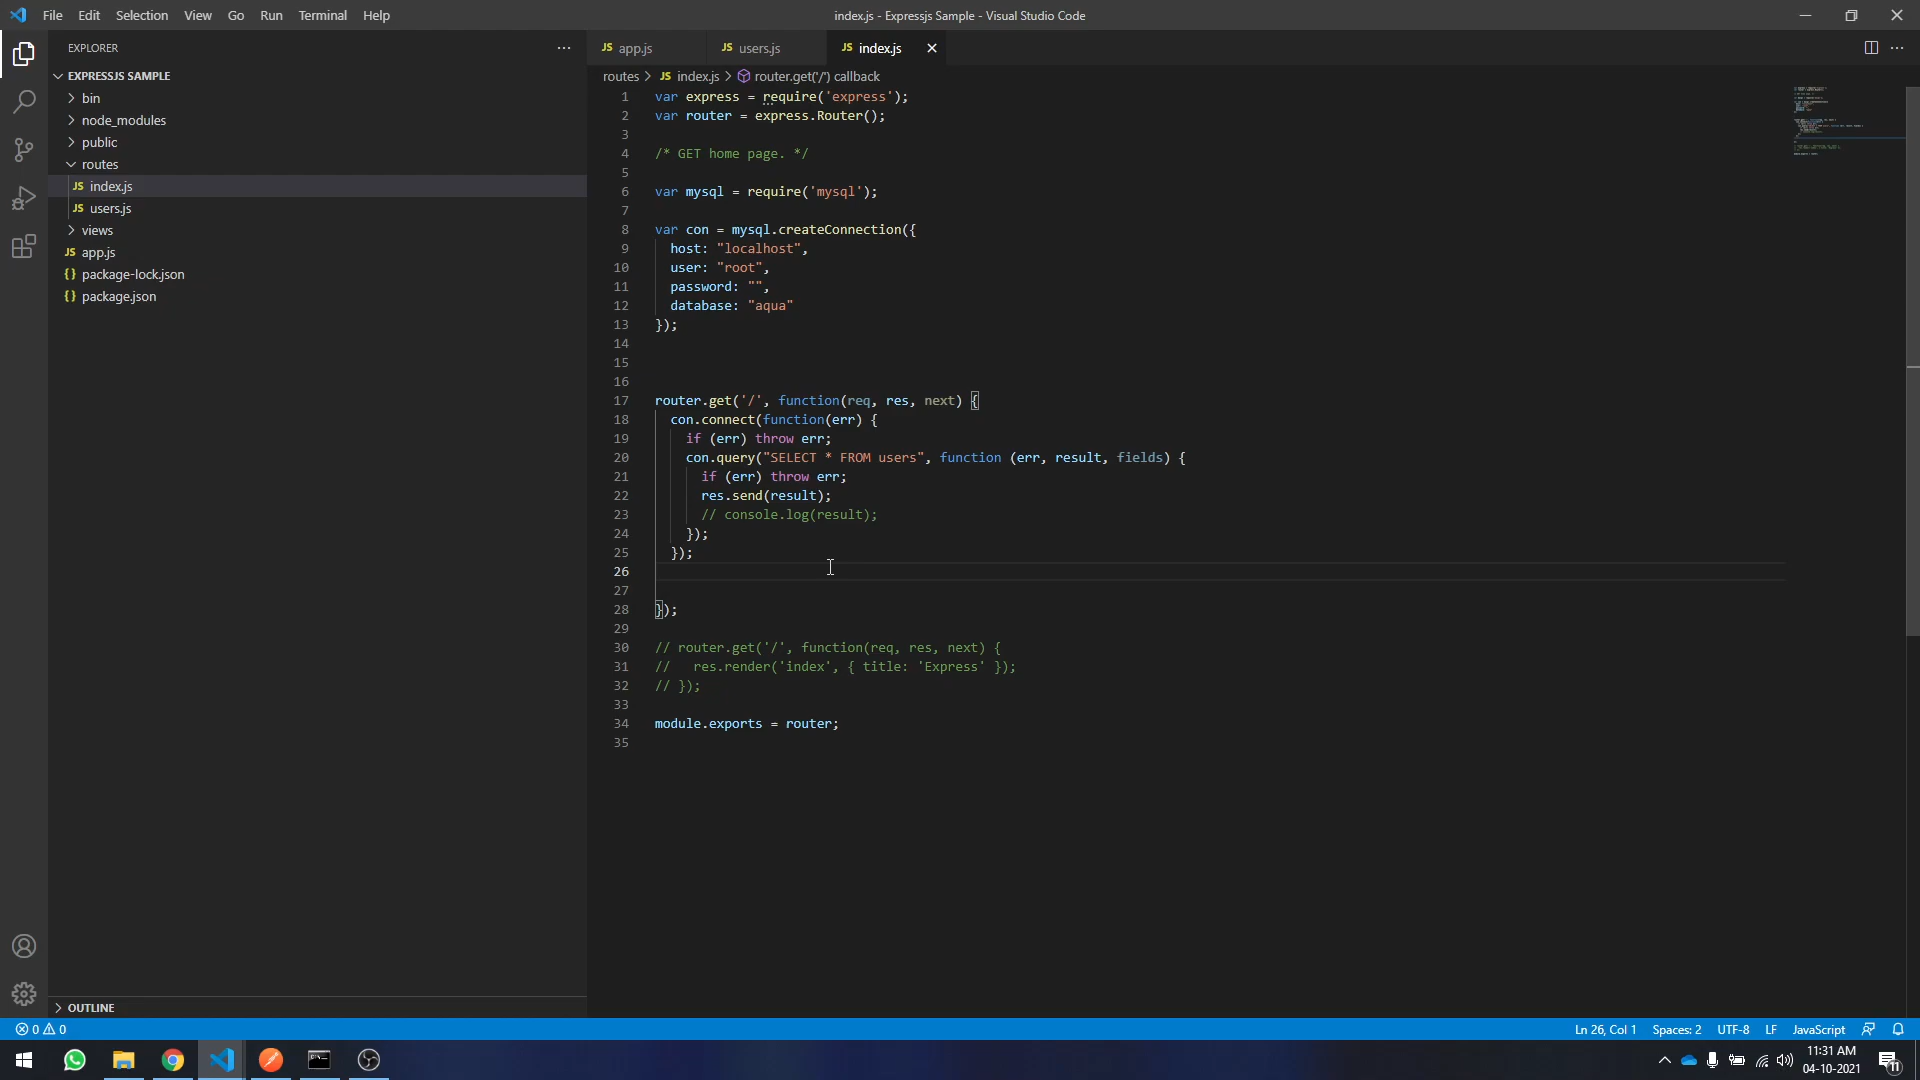 File Edit Selection View Go Run Terminal Help
index.js - Expressjs Sample - Visual Studio Code
EXPLORER
EXPRESSJS SAMPLE
bin
node_modules
public
routes
JS index.js
JS users.js
views
JS app.js
{} package-lock.json
{} package.json
OUTLINE
JS app.js
JS users.js
JS index.js
routes > JS index.js > router.get('/') callback
1 var express = require('express');
2 var router = express.Router();
3
4 /* GET home page. */
5
6 var mysql = require('mysql');
7
8 var con = mysql.createConnection({
9 host: "localhost",
10 user: "root",
11 password: "",
12 database: "aqua"
13 });
14
15
16
17 router.get('/', function(req, res, next) {
18 con.connect(function(err) {
19 if (err) throw err;
20 con.query("SELECT * FROM users", function (err, result, fields) {
21 if (err) throw err;
22 res.send(result);
23 // console.log(result);
24 });
25 });
26
27
28 });
29
30 // router.get('/', function(req, res, next) {
31 //   res.render('index', { title: 'Express' });
32 // });
33
34 module.exports = router;
35
0 0
Ln 26, Col 1 Spaces: 2 UTF-8 LF JavaScript
11:31 AM
04-10-2021
11